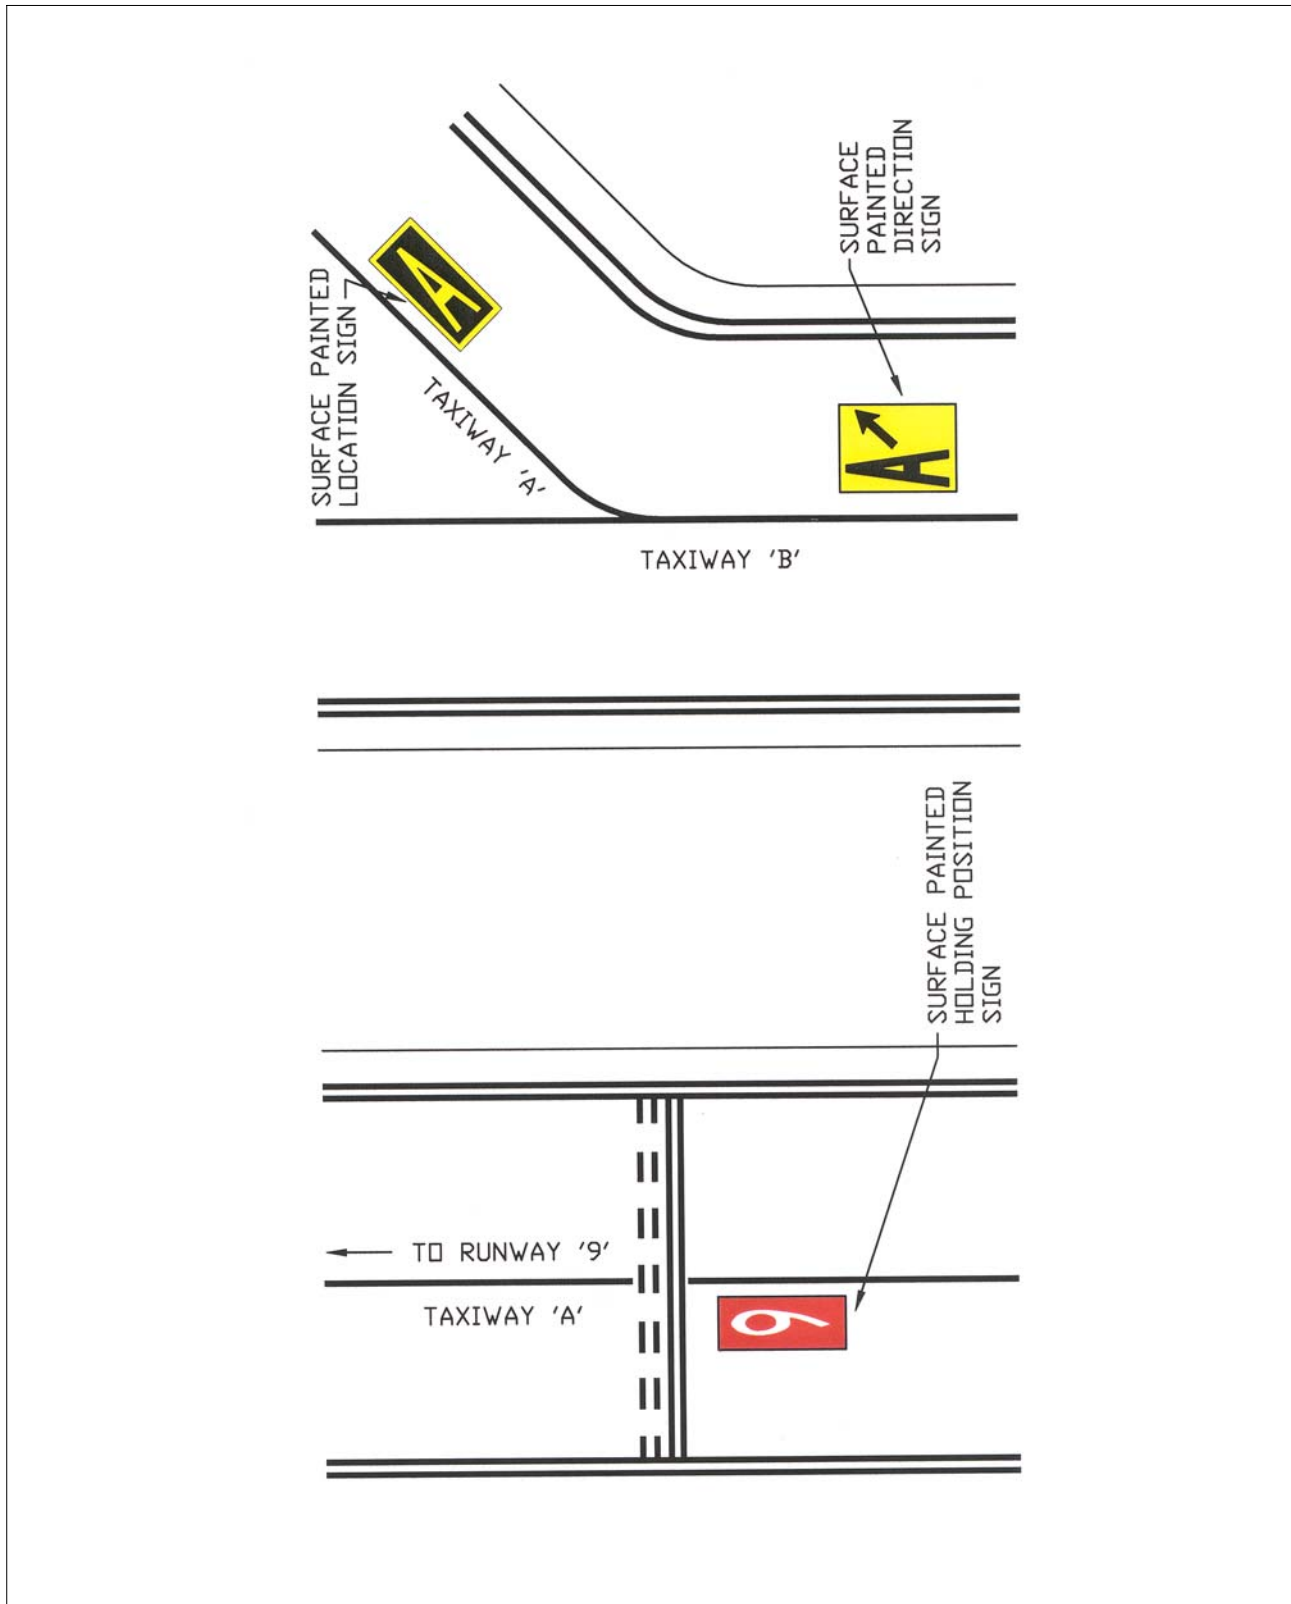 SURFACE PAINTED
LOCATION SIGN
A
TAXIWAY 'A'
SURFACE
PAINTED
DIRECTION
SIGN
A
TAXIWAY 'B'
SURFACE PAINTED
HOLDING POSITION
SIGN
TO RUNWAY '9'
TAXIWAY 'A'
9